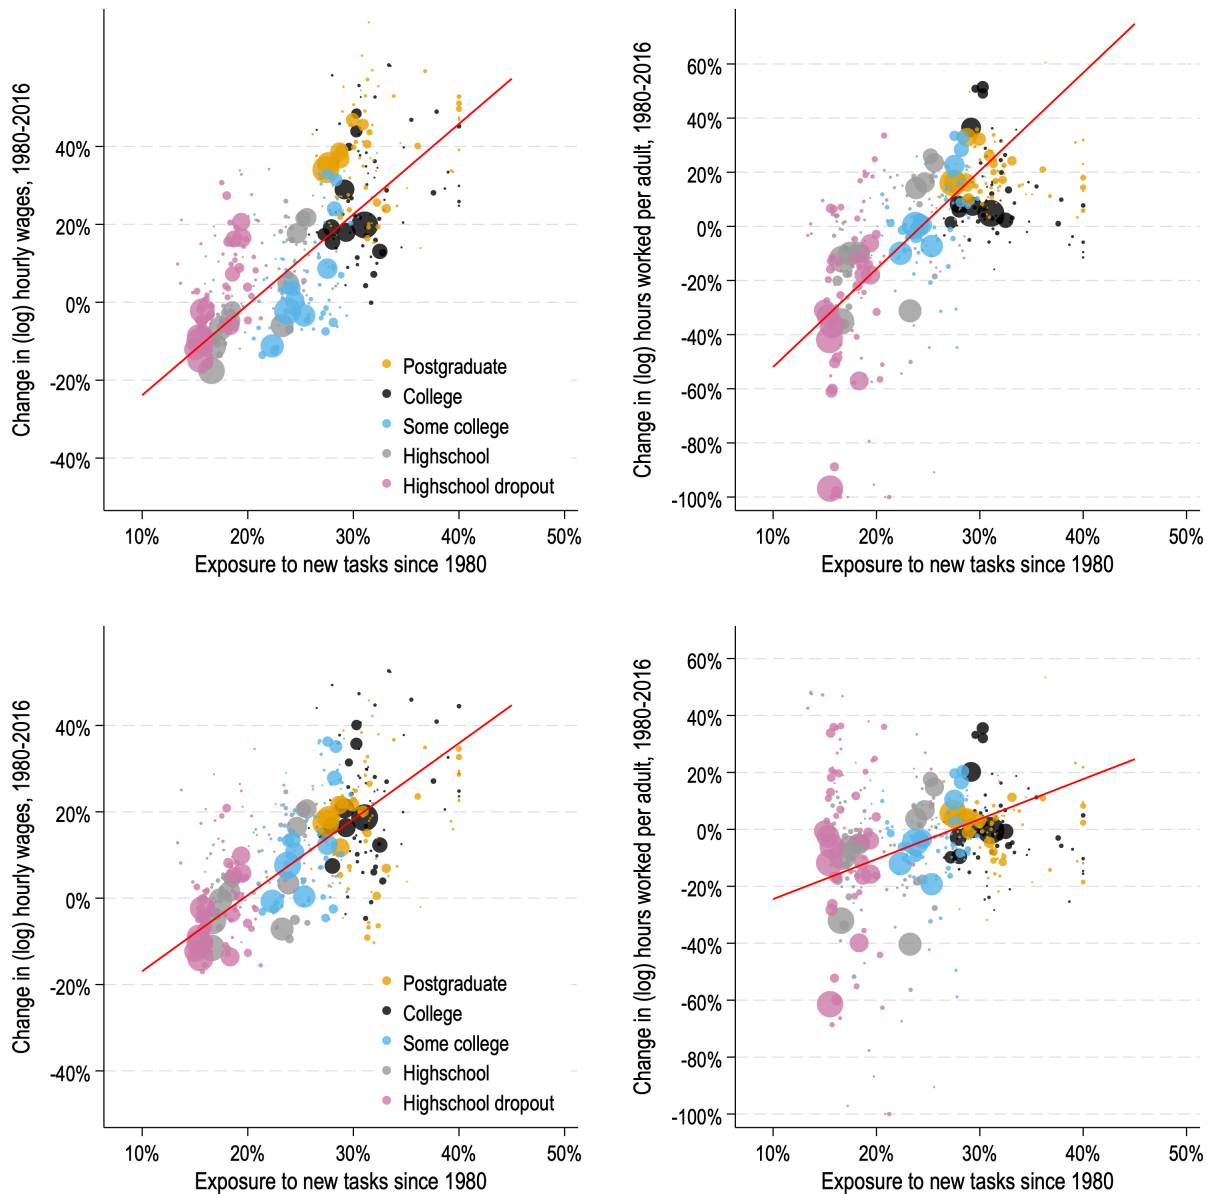 Change in (log) hourly wages, 1980-2016
40%
20%
0%
-20%
-40%
Postgraduate
College
Some college
Highschool
Highschool dropout
10%
20%
30%
40%
50%
Exposure to new tasks since 1980
Change in (log) hours worked per adult, 1980-2016
60%
40%
20%
0%
-20%
-40%
-60%
-80%
-100%
10%
20%
30%
40%
50%
Exposure to new tasks since 1980
Change in (log) hourly wages, 1980-2016
40%
20%
0%
-20%
-40%
Postgraduate
College
Some college
Highschool
Highschool dropout
10%
20%
30%
40%
50%
Exposure to new tasks since 1980
Change in (log) hours worked per adult, 1980-2016
60%
40%
20%
0%
-20%
-40%
-60%
-80%
-100%
10%
20%
30%
40%
50%
Exposure to new tasks since 1980